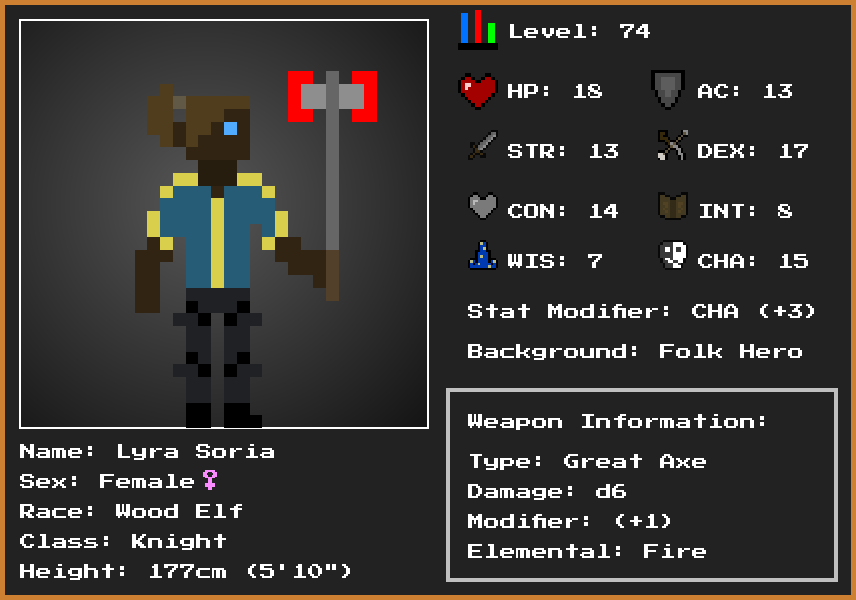 Level: 74
HP: 18 AC: 13
STR: 13 DEX: 17
CON: 14 INT: 8
WIS: 7 CHA: 15
Stat Modifier: CHA (+3)
Background: Folk Hero
Weapon Information:
Type: Great Axe
Damage: d6
Modifier: (+1)
Elemental: Fire
Name: Lyra Soria
Sex: Female♀
Race: Wood Elf
Class: Knight
Height: 177cm (5'10")